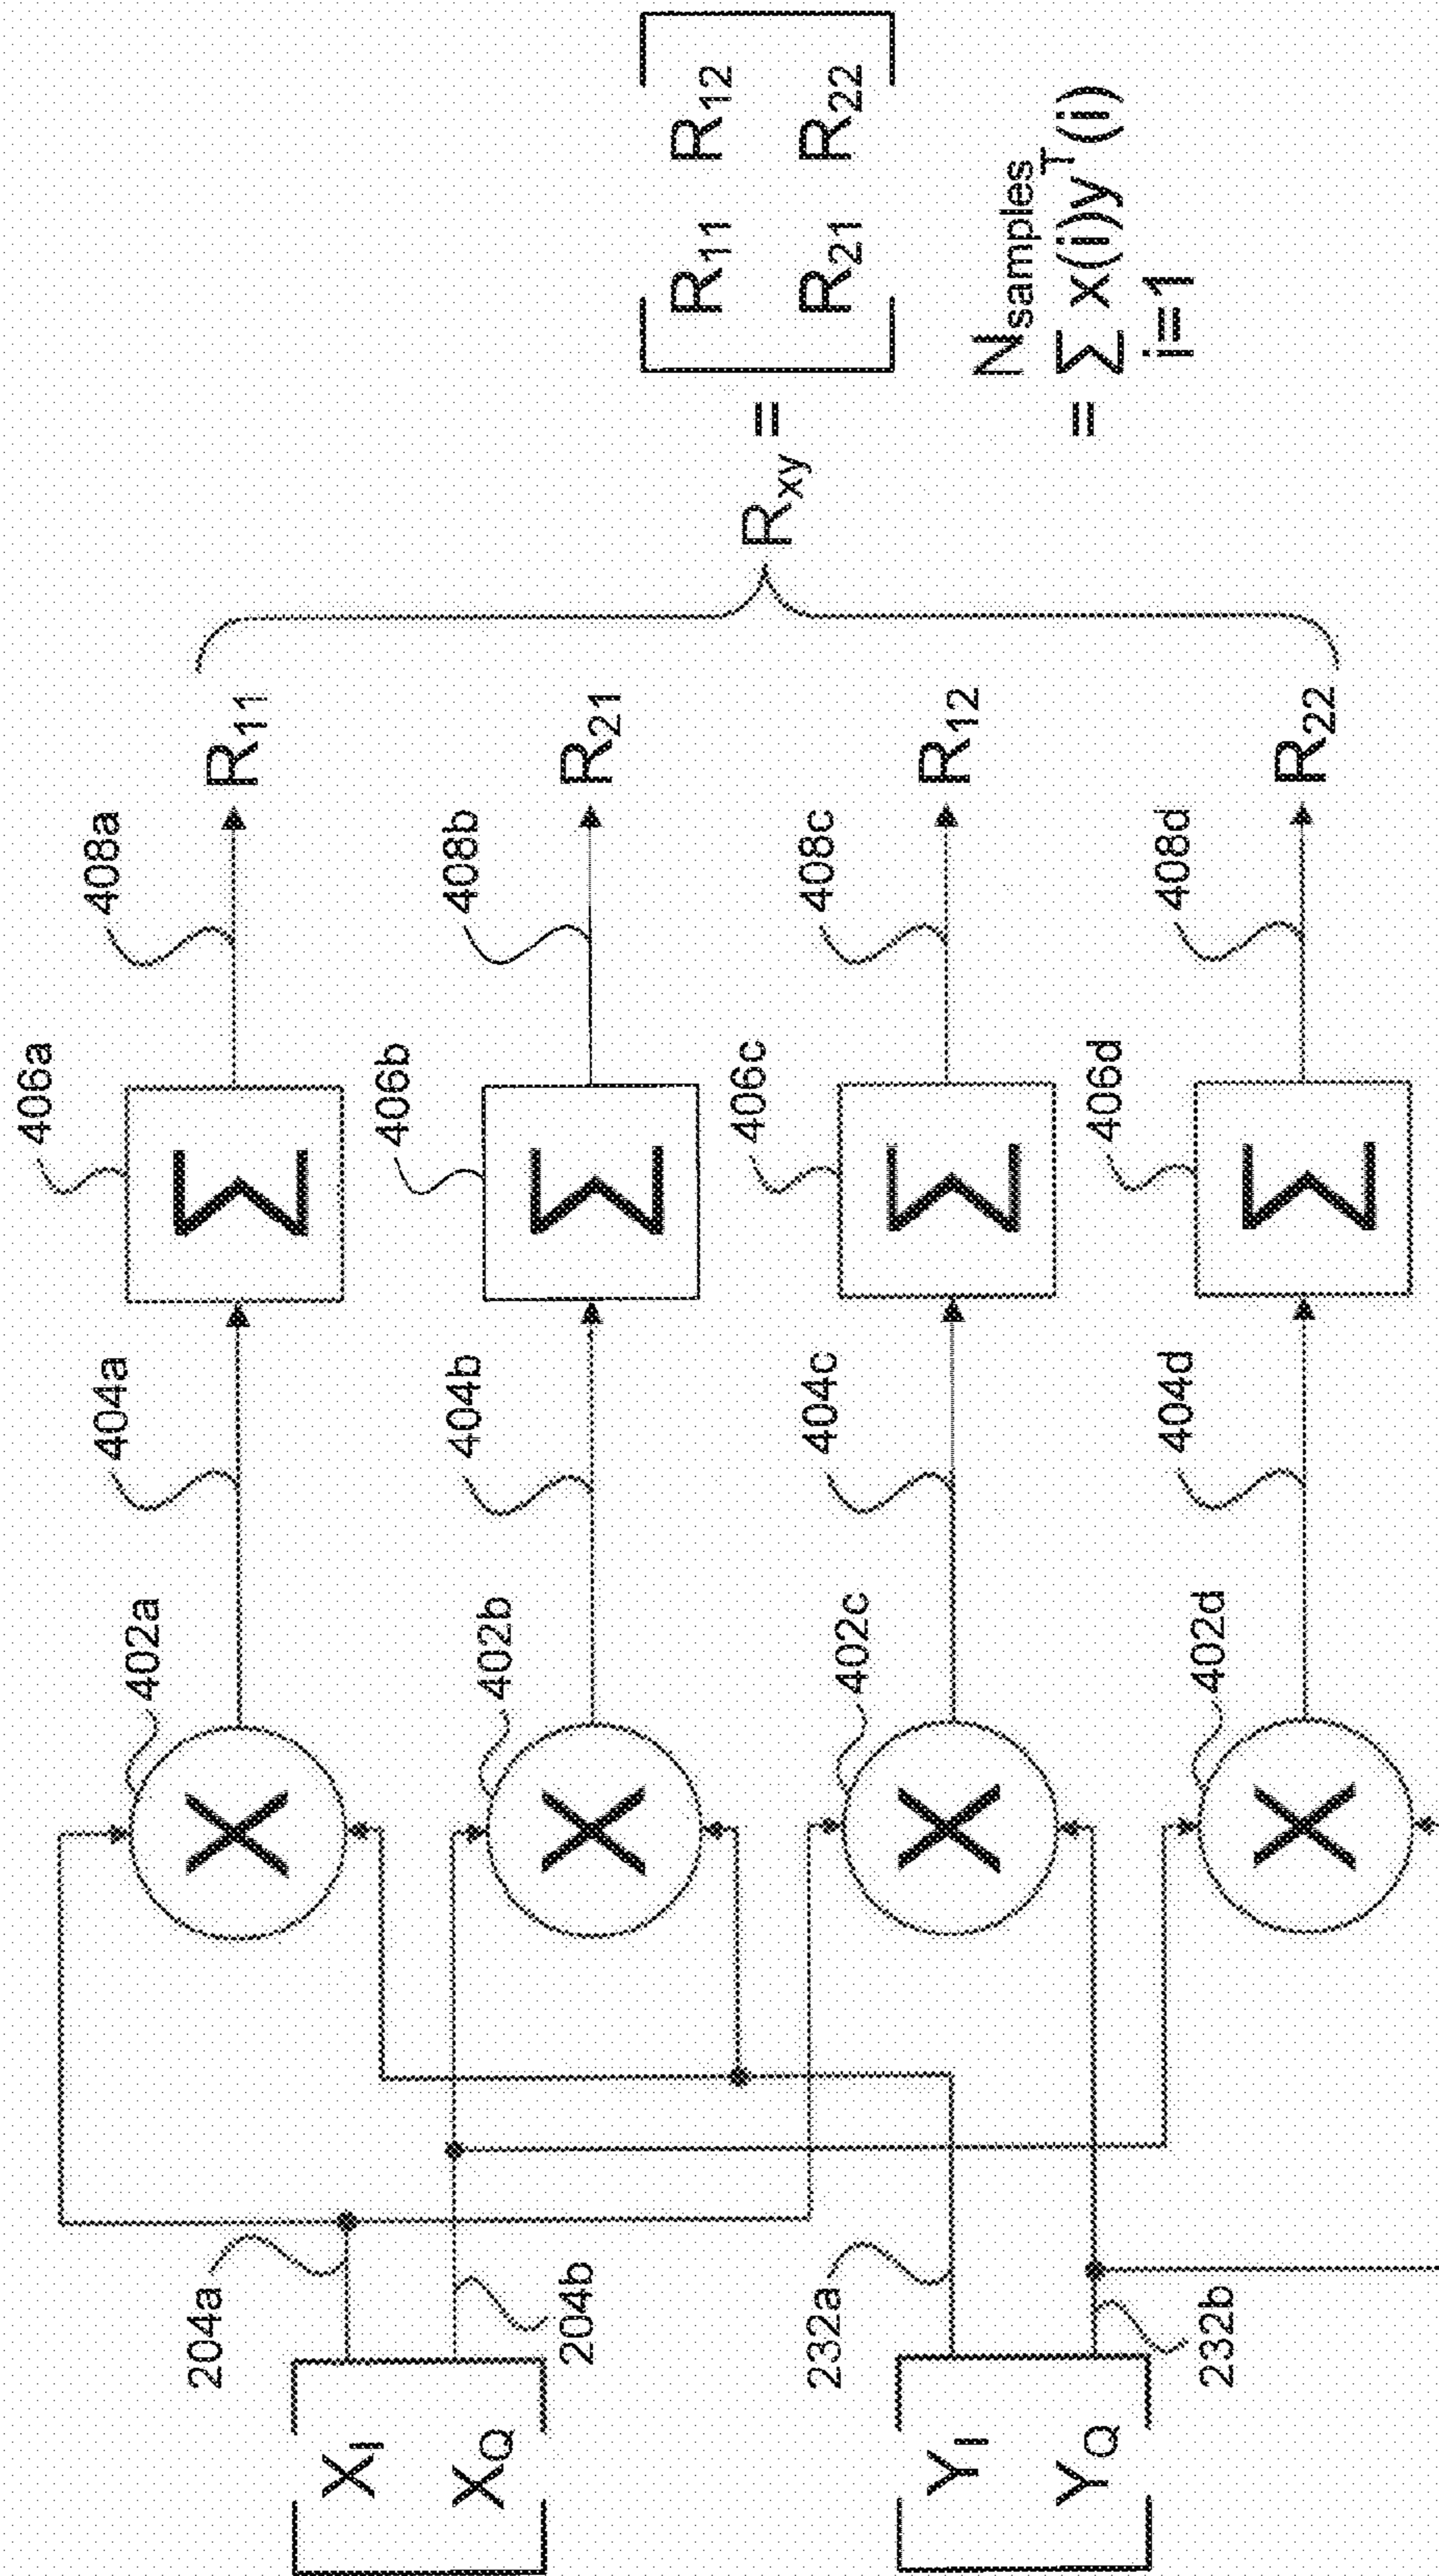 406a
404a
408a
402a
204a
X_I
X_Q
204b
Σ
X
R_11
406b
404b
408b
402b
Σ
X
R_21
406c
404c
408c
402c
232a
Y_I
Y_Q
232b
Σ
X
R_12
406d
404d
408d
402d
Σ
X
R_22
R_xy = [ R_11 R_12
R_21 R_22 ]
N_samples
= Σ x(i)y^T(i)
i=1